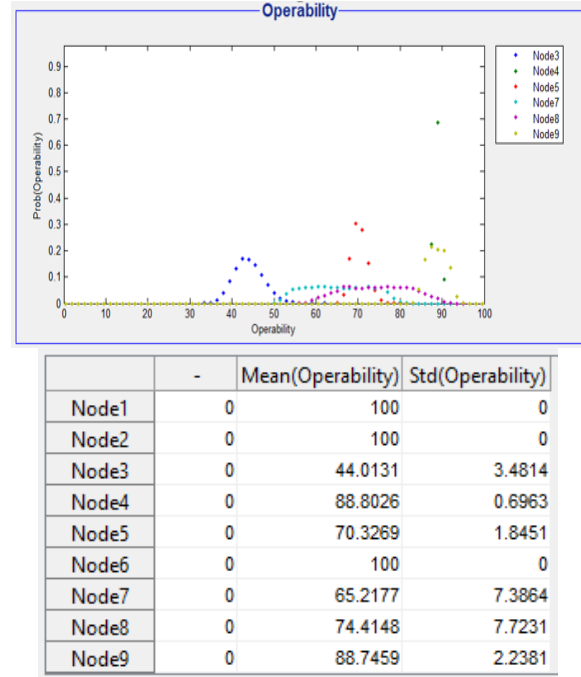 Operability
Prob(Operability)
0.9
0.8
0.7
0.6
0.5
0.4
0.3
0.2
0.1
0
0 10 20 30 40 50 60 70 80 90 100
Operability
Node3
Node4
Node5
Node7
Node8
Node9
- Mean(Operability) Std(Operability)
Node1 0 100 0
Node2 0 100 0
Node3 0 44.0131 3.4814
Node4 0 88.8026 0.6963
Node5 0 70.3269 1.8451
Node6 0 100 0
Node7 0 65.2177 7.3864
Node8 0 74.4148 7.7231
Node9 0 88.7459 2.2381